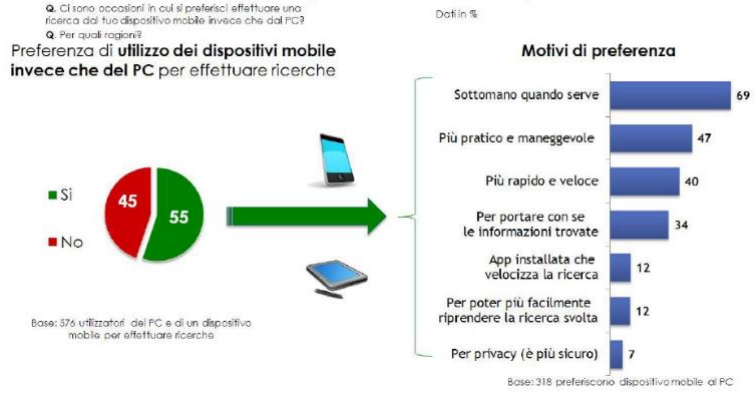 Q. Ci sono occasioni in cui si preferisci effettuare una
ricerca dal tuo dispositivo mobile invece che dal PC?
Q. Per quali ragioni?
Preferenza di utilizzo dei dispositivi mobile
invece che del PC per effettuare ricerche
Sì
No
45
55
Base: 576 utilizzatori del PC e di un dispositivo
mobile per effettuare ricerche
Dati in %
Motivi di preferenza
Sottomano quando serve 69
Più pratico e maneggevole 47
Più rapido e veloce 40
Per portare con se
le informazioni trovate 34
App installata che
velocizza la ricerca 12
Per poter più facilmente
riprendere la ricerca svolta 12
Per privacy (è più sicuro) 7
Base: 318 preferiscono dispositivo mobile al PC